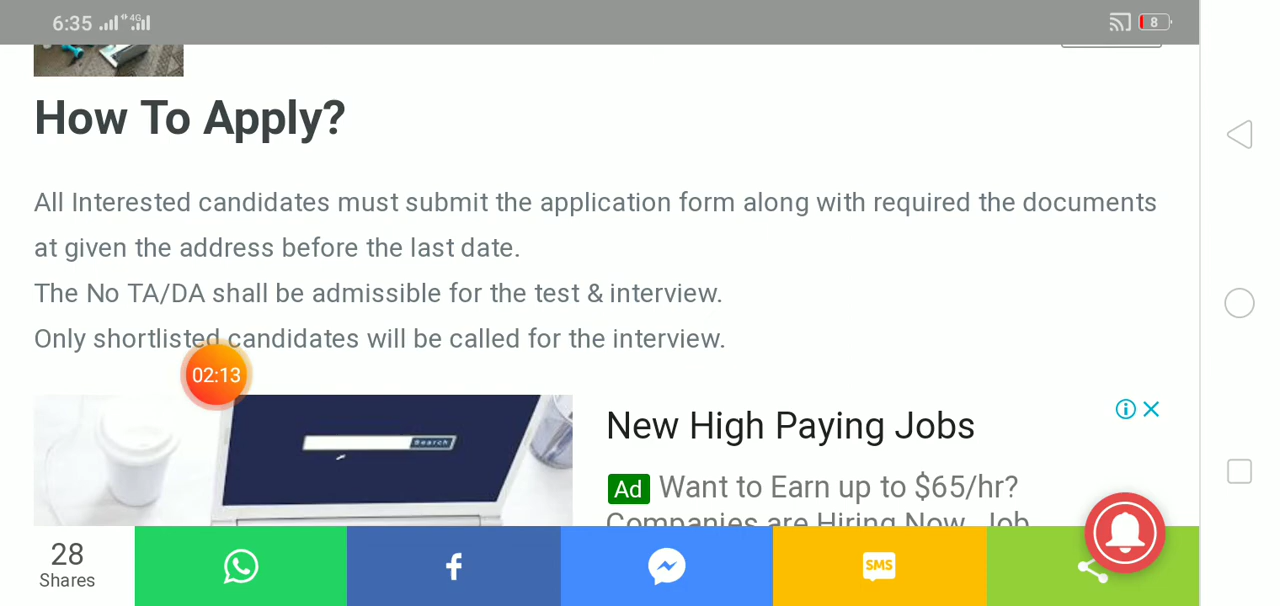 6:35 4G 8
How To Apply?
All Interested candidates must submit the application form along with required the documents
at given the address before the last date.
The No TA/DA shall be admissible for the test & interview.
Only shortlisted candidates will be called for the interview.
02:13
Search
New High Paying Jobs
Ad Want to Earn up to $65/hr?
Companies are Hiring Now. Job
28
Shares
SMS